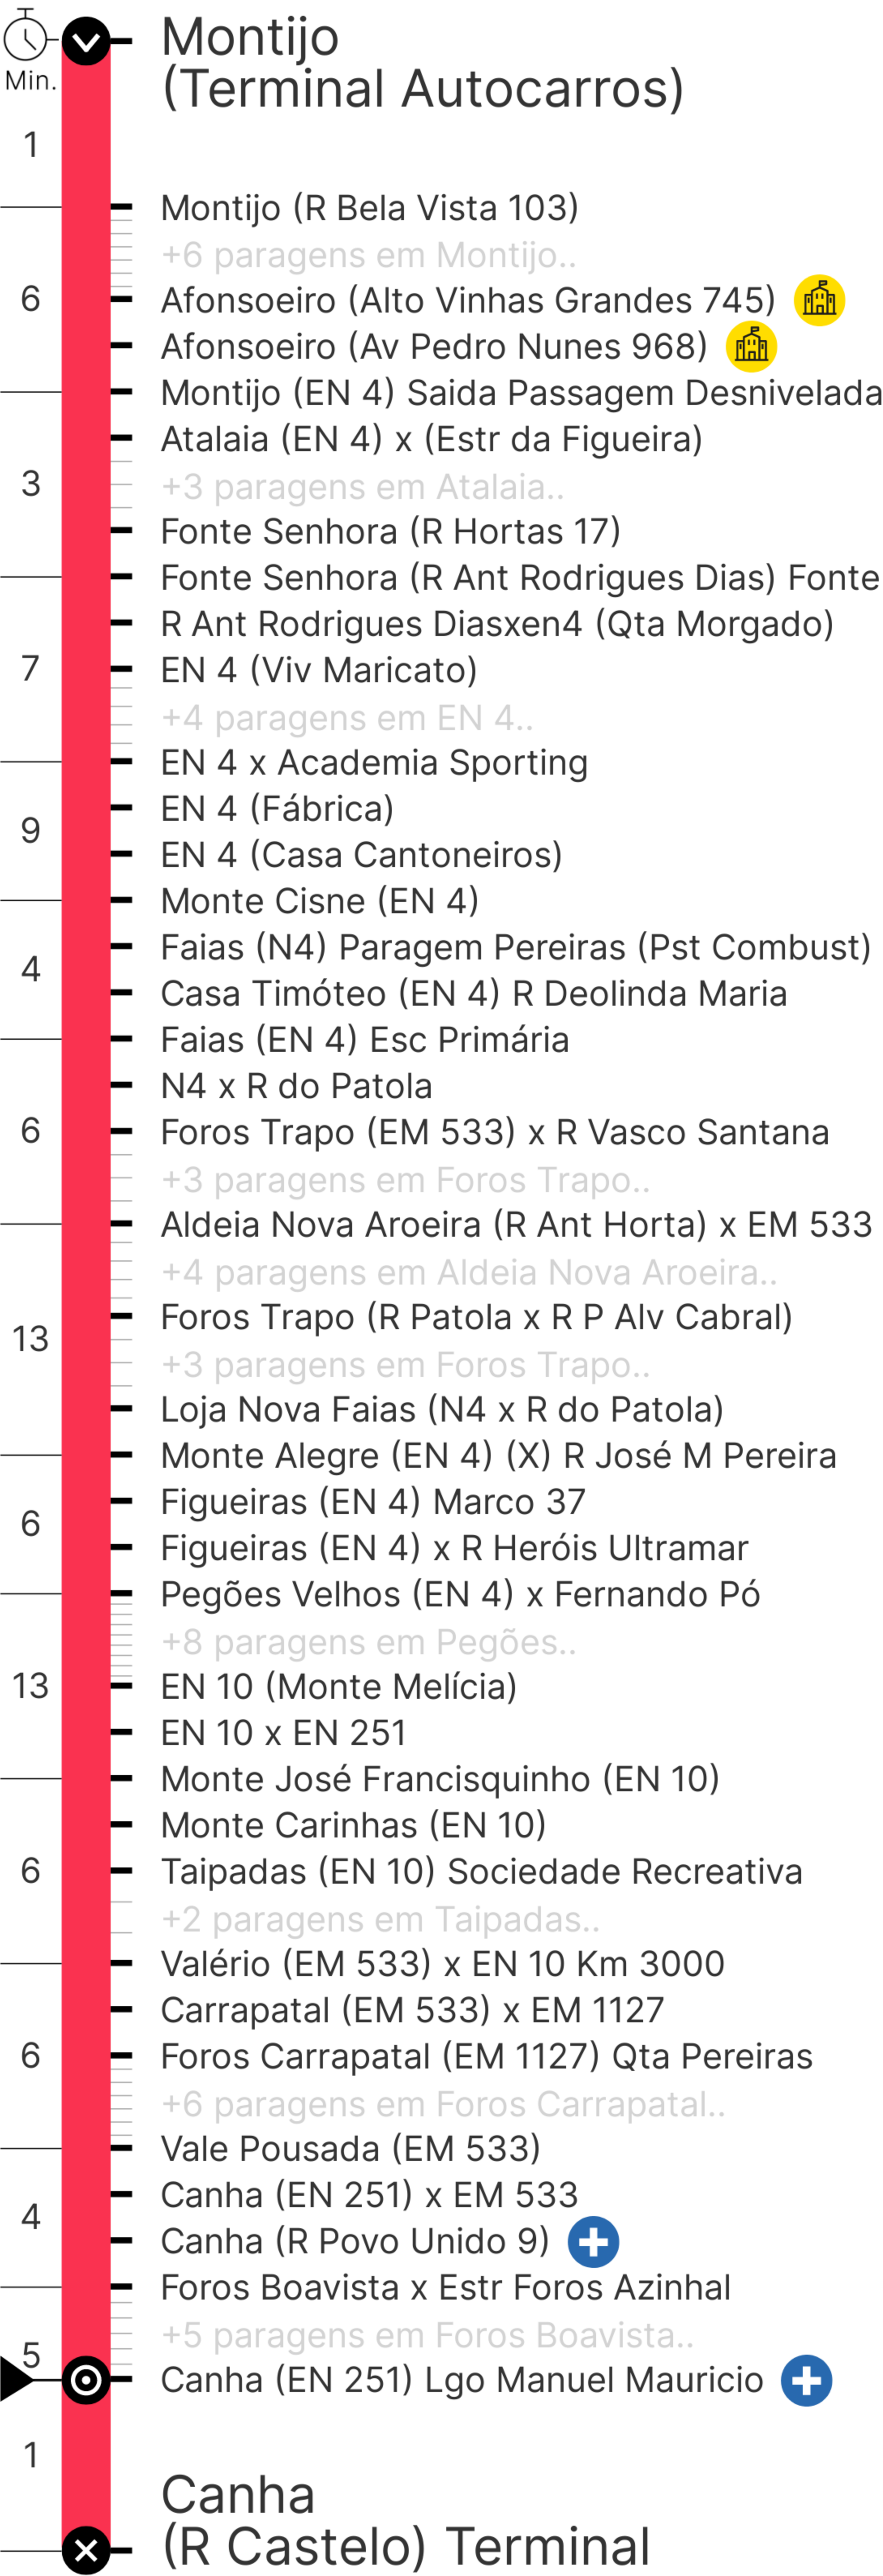 Montijo
(Terminal Autocarros)
Min.
1
Montijo (R Bela Vista 103)
+6 paragens em Montijo..
6
Afonsoeiro (Alto Vinhas Grandes 745)
Afonsoeiro (Av Pedro Nunes 968)
Montijo (EN 4) Saida Passagem Desnivelada
Atalaia (EN 4) x (Estr da Figueira)
3
+3 paragens em Atalaia..
Fonte Senhora (R Hortas 17)
Fonte Senhora (R Ant Rodrigues Dias) Fonte
R Ant Rodrigues Diasxen4 (Qta Morgado)
7
EN 4 (Viv Maricato)
+4 paragens em EN 4..
EN 4 x Academia Sporting
EN 4 (Fábrica)
9
EN 4 (Casa Cantoneiros)
Monte Cisne (EN 4)
Faias (N4) Paragem Pereiras (Pst Combust)
4
Casa Timóteo (EN 4) R Deolinda Maria
Faias (EN 4) Esc Primária
N4 x R do Patola
6
Foros Trapo (EM 533) x R Vasco Santana
+3 paragens em Foros Trapo..
Aldeia Nova Aroeira (R Ant Horta) x EM 533
+4 paragens em Aldeia Nova Aroeira..
Foros Trapo (R Patola x R P Alv Cabral)
13
+3 paragens em Foros Trapo..
Loja Nova Faias (N4 x R do Patola)
Monte Alegre (EN 4) (X) R José M Pereira
Figueiras (EN 4) Marco 37
6
Figueiras (EN 4) x R Heróis Ultramar
Pegões Velhos (EN 4) x Fernando Pó
+8 paragens em Pegões..
13
EN 10 (Monte Melícia)
EN 10 x EN 251
Monte José Francisquinho (EN 10)
Monte Carinhas (EN 10)
6
Taipadas (EN 10) Sociedade Recreativa
+2 paragens em Taipadas..
Valério (EM 533) x EN 10 Km 3000
Carrapatal (EM 533) x EM 1127
6
Foros Carrapatal (EM 1127) Qta Pereiras
+6 paragens em Foros Carrapatal..
Vale Pousada (EM 533)
Canha (EN 251) x EM 533
4
Canha (R Povo Unido 9)
Foros Boavista x Estr Foros Azinhal
+5 paragens em Foros Boavista..
5
Canha (EN 251) Lgo Manuel Mauricio
1
Canha
(R Castelo) Terminal